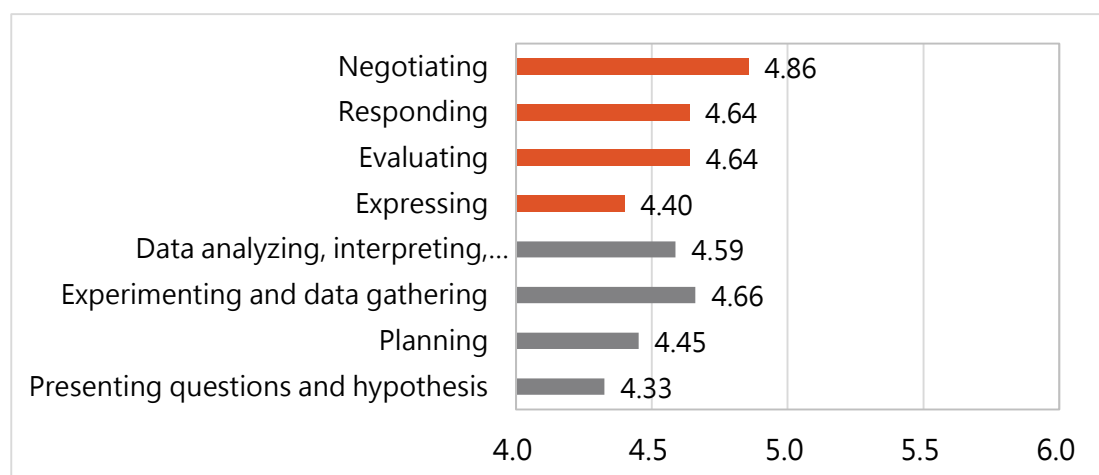 Negotiating 4.86
Responding 4.64
Evaluating 4.64
Expressing 4.40
Data analyzing, interpreting,... 4.59
Experimenting and data gathering 4.66
Planning 4.45
Presenting questions and hypothesis 4.33
4.0 4.5 5.0 5.5 6.0